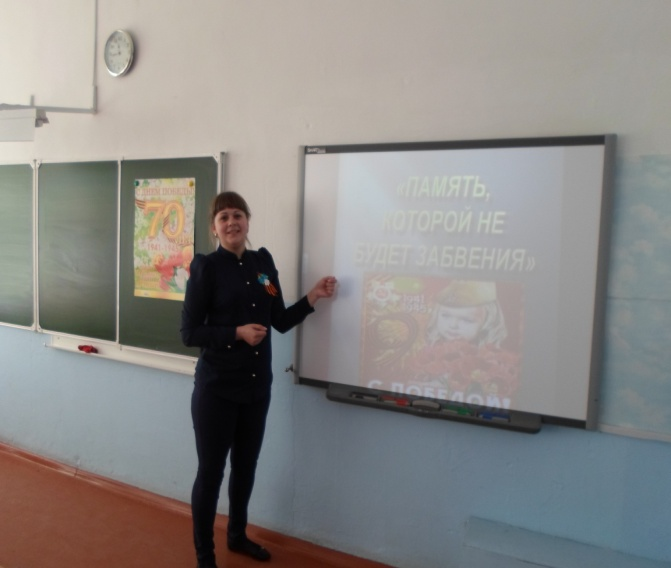 70
«ПАМЯТЬ,
КОТОРОЙ НЕ
БУДЕТ ЗАБВЕНИЯ»
С ПОБЕДОЙ!